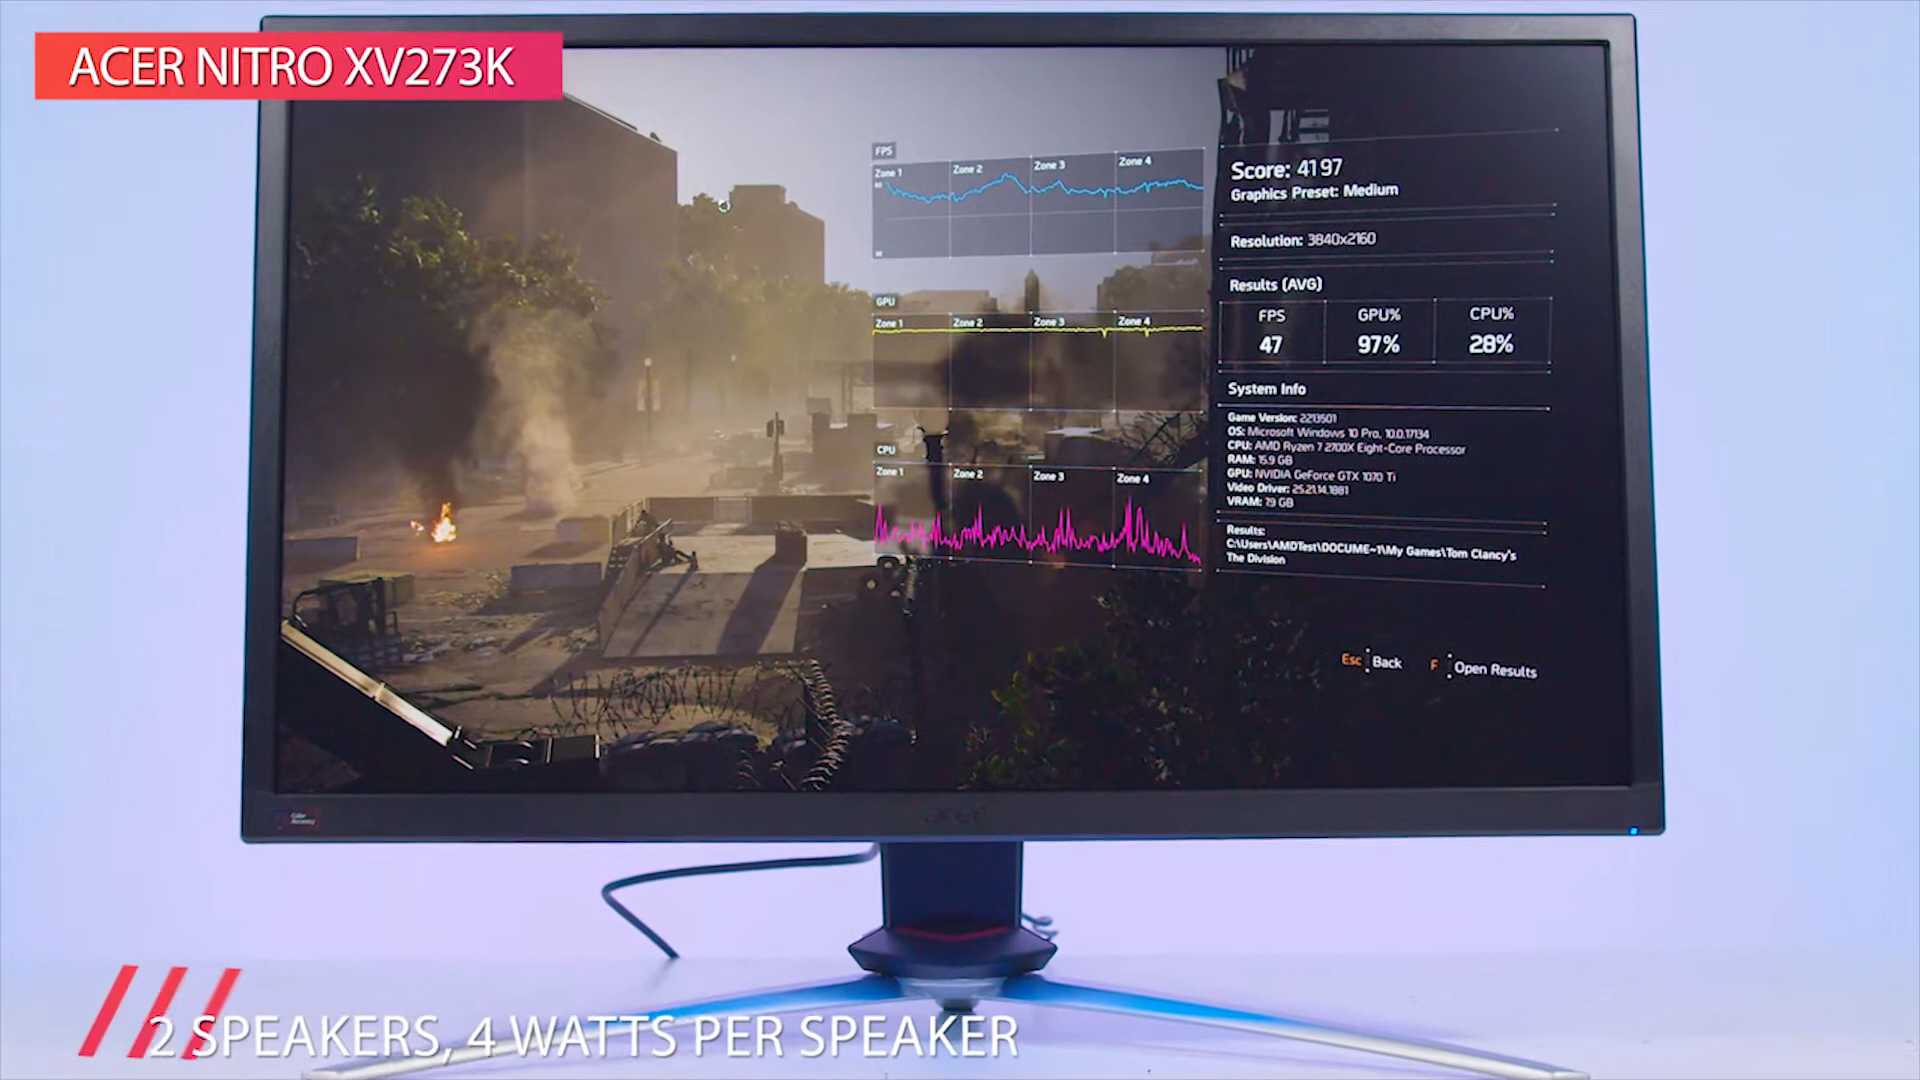 ACER NITRO XV273K
FPS
Zone 1
Zone 2
Zone 3
Zone 4
GPU
Zone 1
Zone 2
Zone 3
Zone 4
CPU
Zone 1
Zone 2
Zone 3
Zone 4
Score: 4197
Graphics Preset: Medium
Resolution: 3840x2160
Results (AVG)
FPS GPU% CPU%
47 97% 28%
System Info
Game Version: 2213501
OS: Microsoft Windows 10 Pro, 10.0.17134
CPU: AMD Ryzen 7 2700X Eight-Core Processor
RAM: 15.9 GB
GPU: NVIDIA GeForce GTX 1070 Ti
Video Driver: 25.21.14.1881
VRAM: 7.9 GB
Results:
C:\Users\AMDTest\DOCUME~1\My Games\Tom Clancy's
The Division
Esc Back F Open Results
Color
Accuracy
acer
2 SPEAKERS, 4 WATTS PER SPEAKER